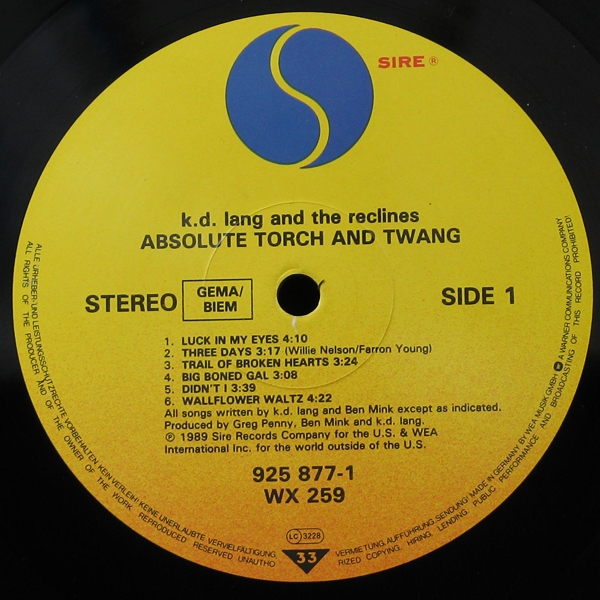 SIRE ®
k.d. lang and the reclines
ABSOLUTE TORCH AND TWANG
STEREO
GEMA/
BIEM
SIDE 1
1. LUCK IN MY EYES 4:10
2. THREE DAYS 3:17 (Willie Nelson/Farron Young)
3. TRAIL OF BROKEN HEARTS 3:24
4. BIG BONED GAL 3:08
5. DIDN'T I 3:39
6. WALLFLOWER WALTZ 4:22
All songs written by k.d. lang and Ben Mink except as indicated.
Produced by Greg Penny, Ben Mink and k.d. lang.
℗ 1989 Sire Records Company for the U.S. & WEA
International Inc. for the world outside of the U.S.
925 877-1
WX 259
LC 3228
33
ALLE URHEBER- UND LEISTUNGSSCHUTZRECHTE VORBEHALTEN. KEIN VERLEIH! KEINE UNERLAUBTE VERVIELFÄLTIGUNG, VERMIETUNG, AUFFÜHRUNG, SENDUNG! MADE IN GERMANY BY WEA MUSIK GMBH A WARNER COMMUNICATIONS COMPANY
ALL RIGHTS OF THE PRODUCER AND OF THE OWNER OF THE WORK REPRODUCED RESERVED. UNAUTHORIZED COPYING, HIRING, LENDING, PUBLIC PERFORMANCE AND BROADCASTING OF THIS RECORD PROHIBITED!